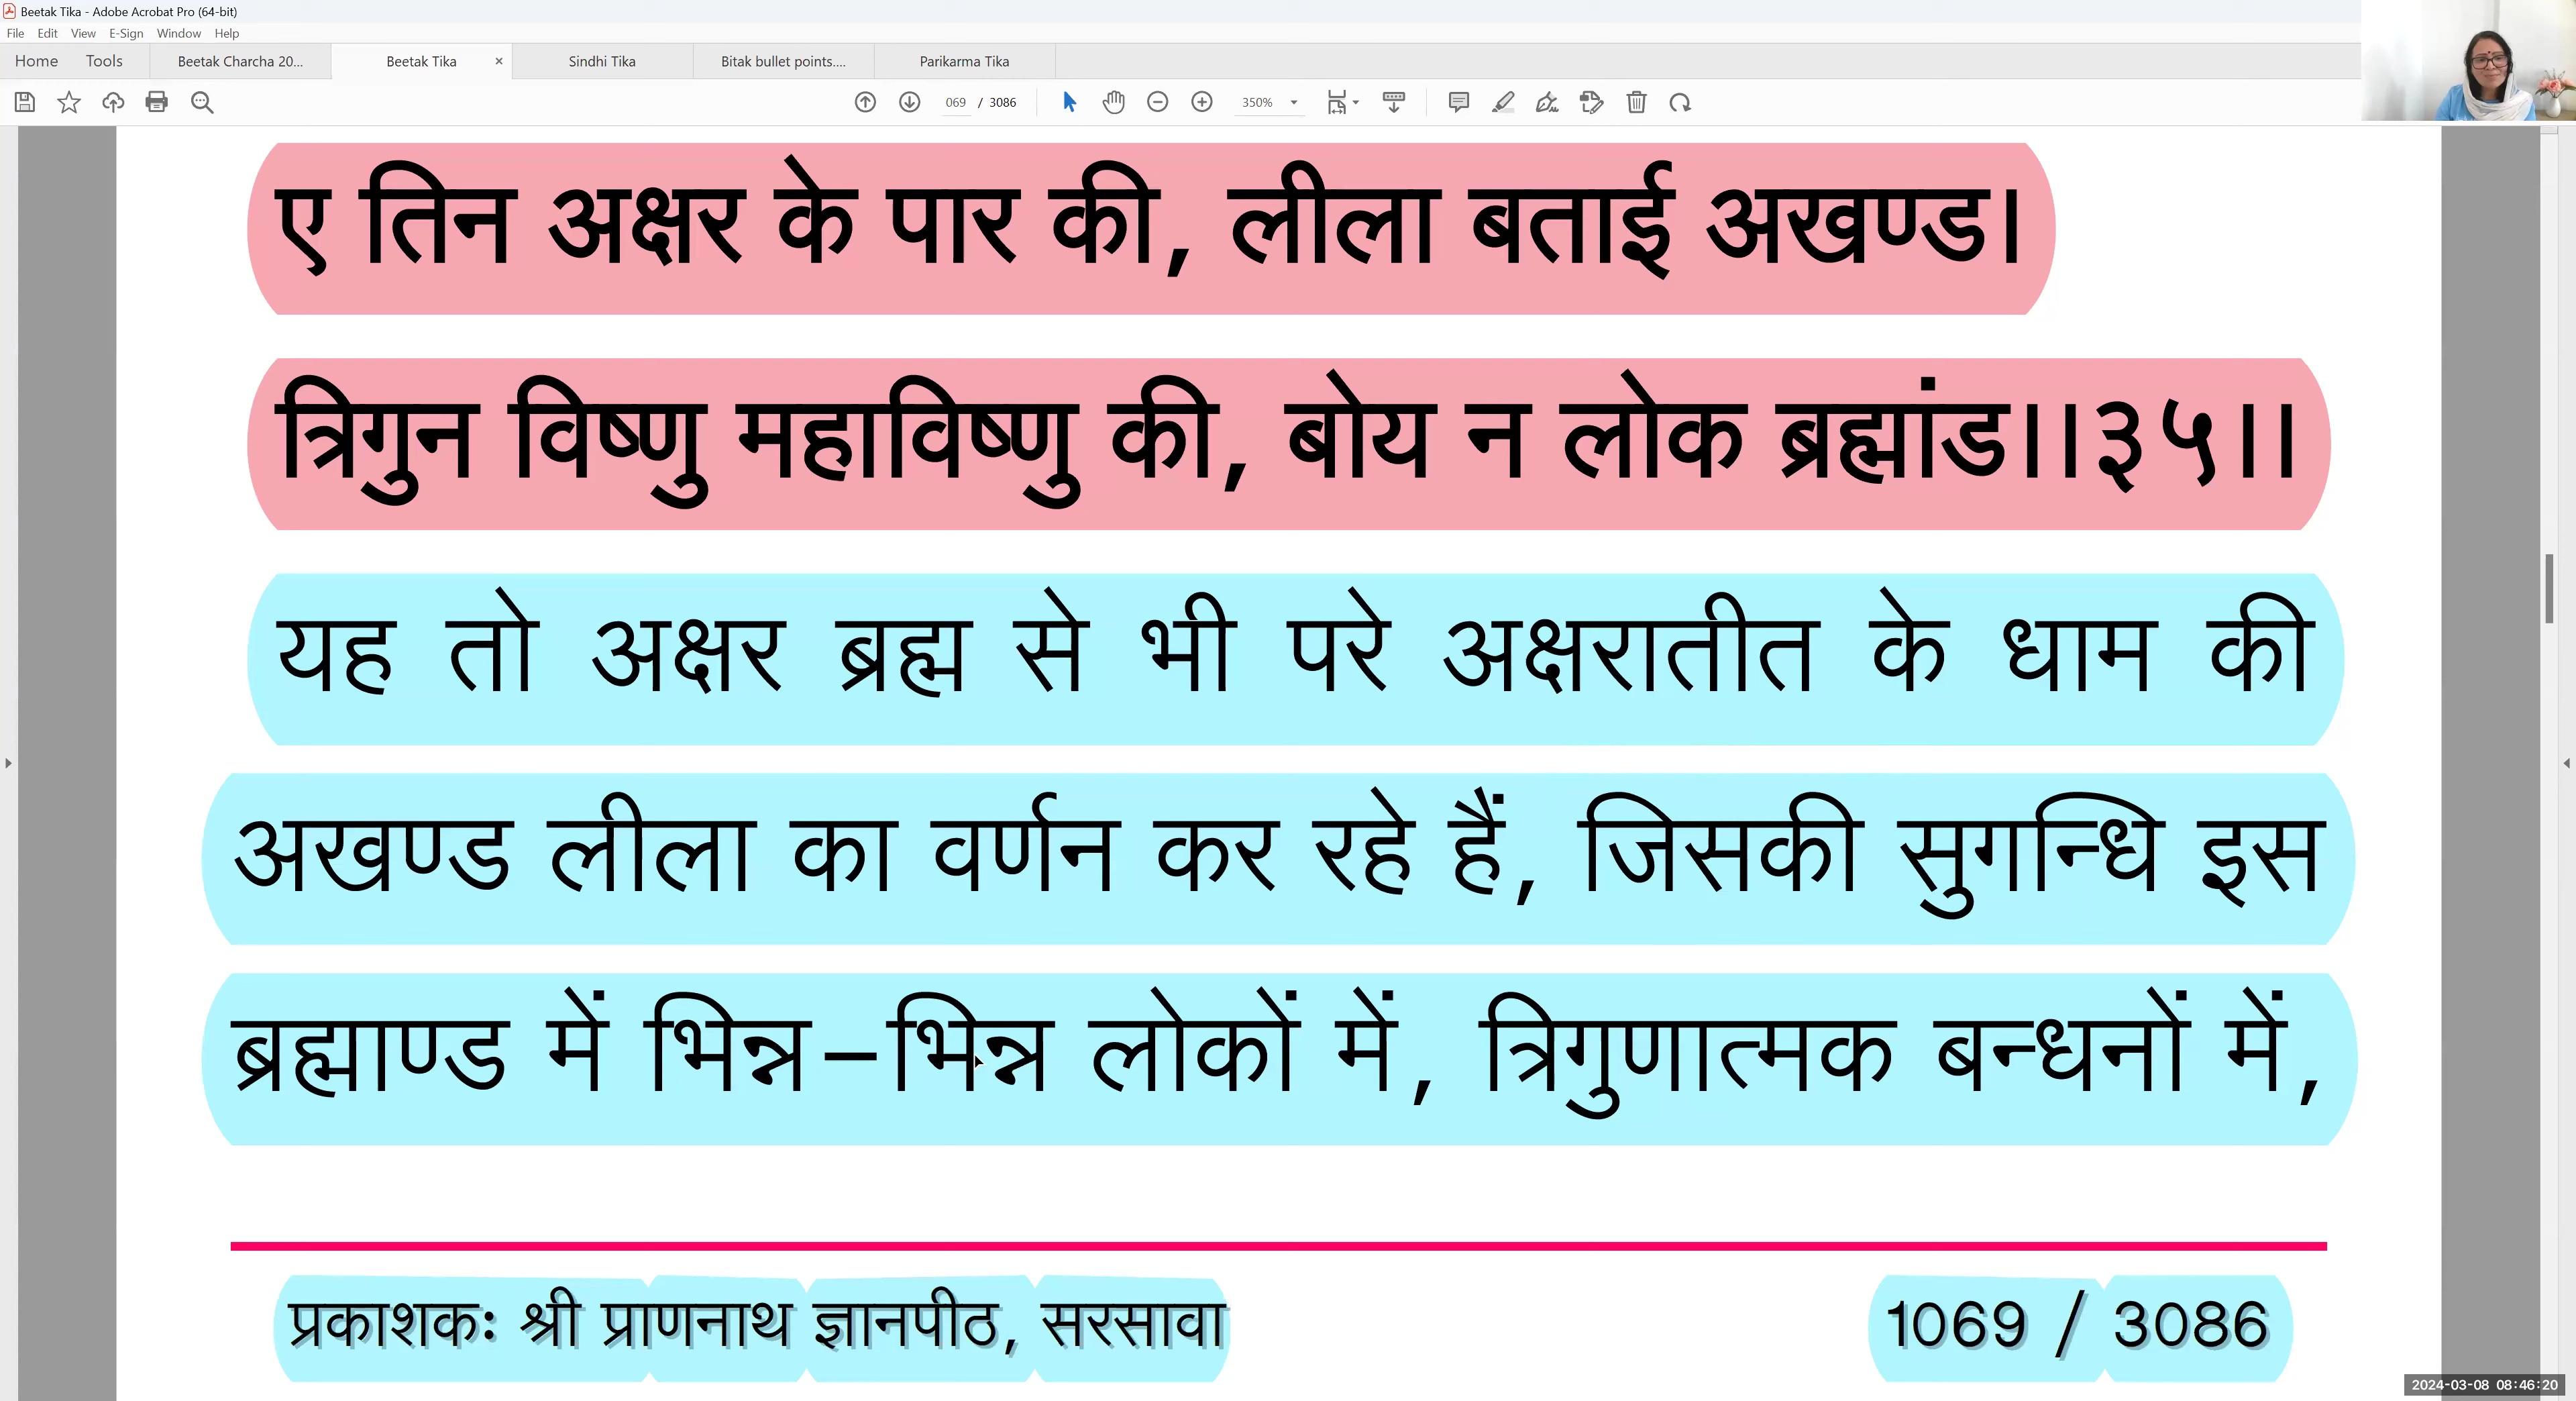 Beetak Tika - Adobe Acrobat Pro (64-bit)
File Edit View E-Sign Window Help
Home Tools Beetak Charcha 20... Beetak Tika × Sindhi Tika Bitak bullet points.... Parikarma Tika
069 / 3086 350%
ए तिन अक्षर के पार की, लीला बताई अखण्ड।
त्रिगुन विष्णु महाविष्णु की, बोय न लोक ब्रह्मांड।।३५।।
यह तो अक्षर ब्रह्म से भी परे अक्षरातीत के धाम की
अखण्ड लीला का वर्णन कर रहे हैं, जिसकी सुगन्धि इस
ब्रह्माण्ड में भिन्न-भिन्न लोकों में, त्रिगुणात्मक बन्धनों में,
प्रकाशकः श्री प्राणनाथ ज्ञानपीठ, सरसावा 1069 / 3086
2024-03-08 08:46:20